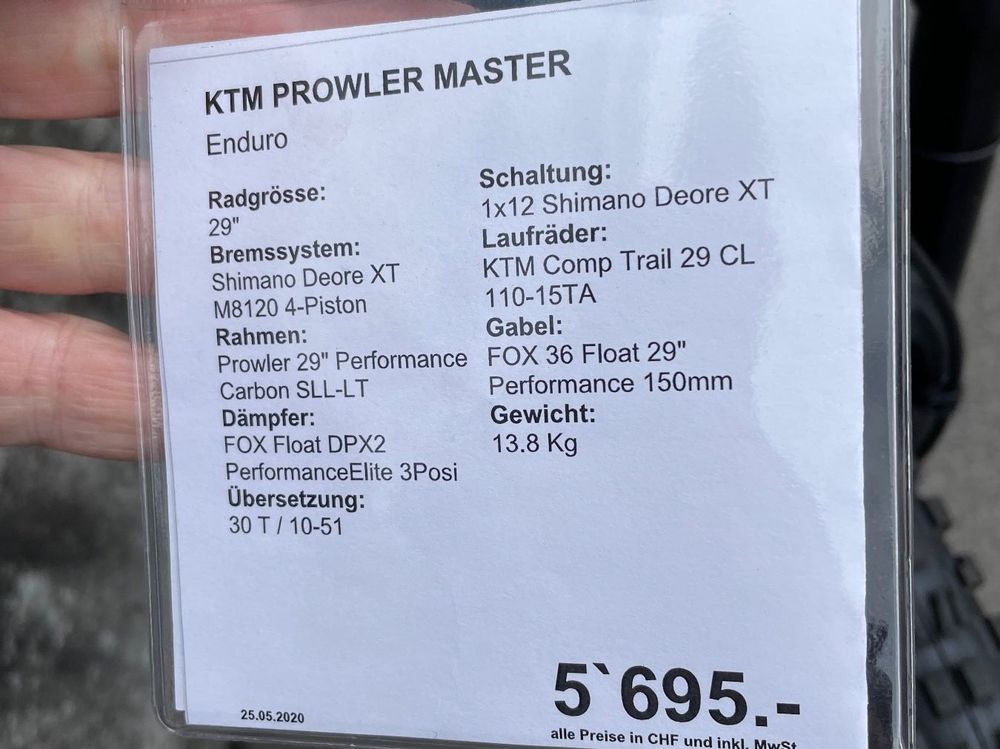 KTM PROWLER MASTER
Enduro
Radgrösse:
29"
Bremssystem:
Shimano Deore XT
M8120 4-Piston
Rahmen:
Prowler 29" Performance
Carbon SLL-LT
Dämpfer:
FOX Float DPX2
PerformanceElite 3Posi
Übersetzung:
30 T / 10-51
Schaltung:
1x12 Shimano Deore XT
Laufräder:
KTM Comp Trail 29 CL
110-15TA
Gabel:
FOX 36 Float 29"
Performance 150mm
Gewicht:
13.8 Kg
5`695.-
alle Preise in CHF und inkl. MwSt
25.05.2020